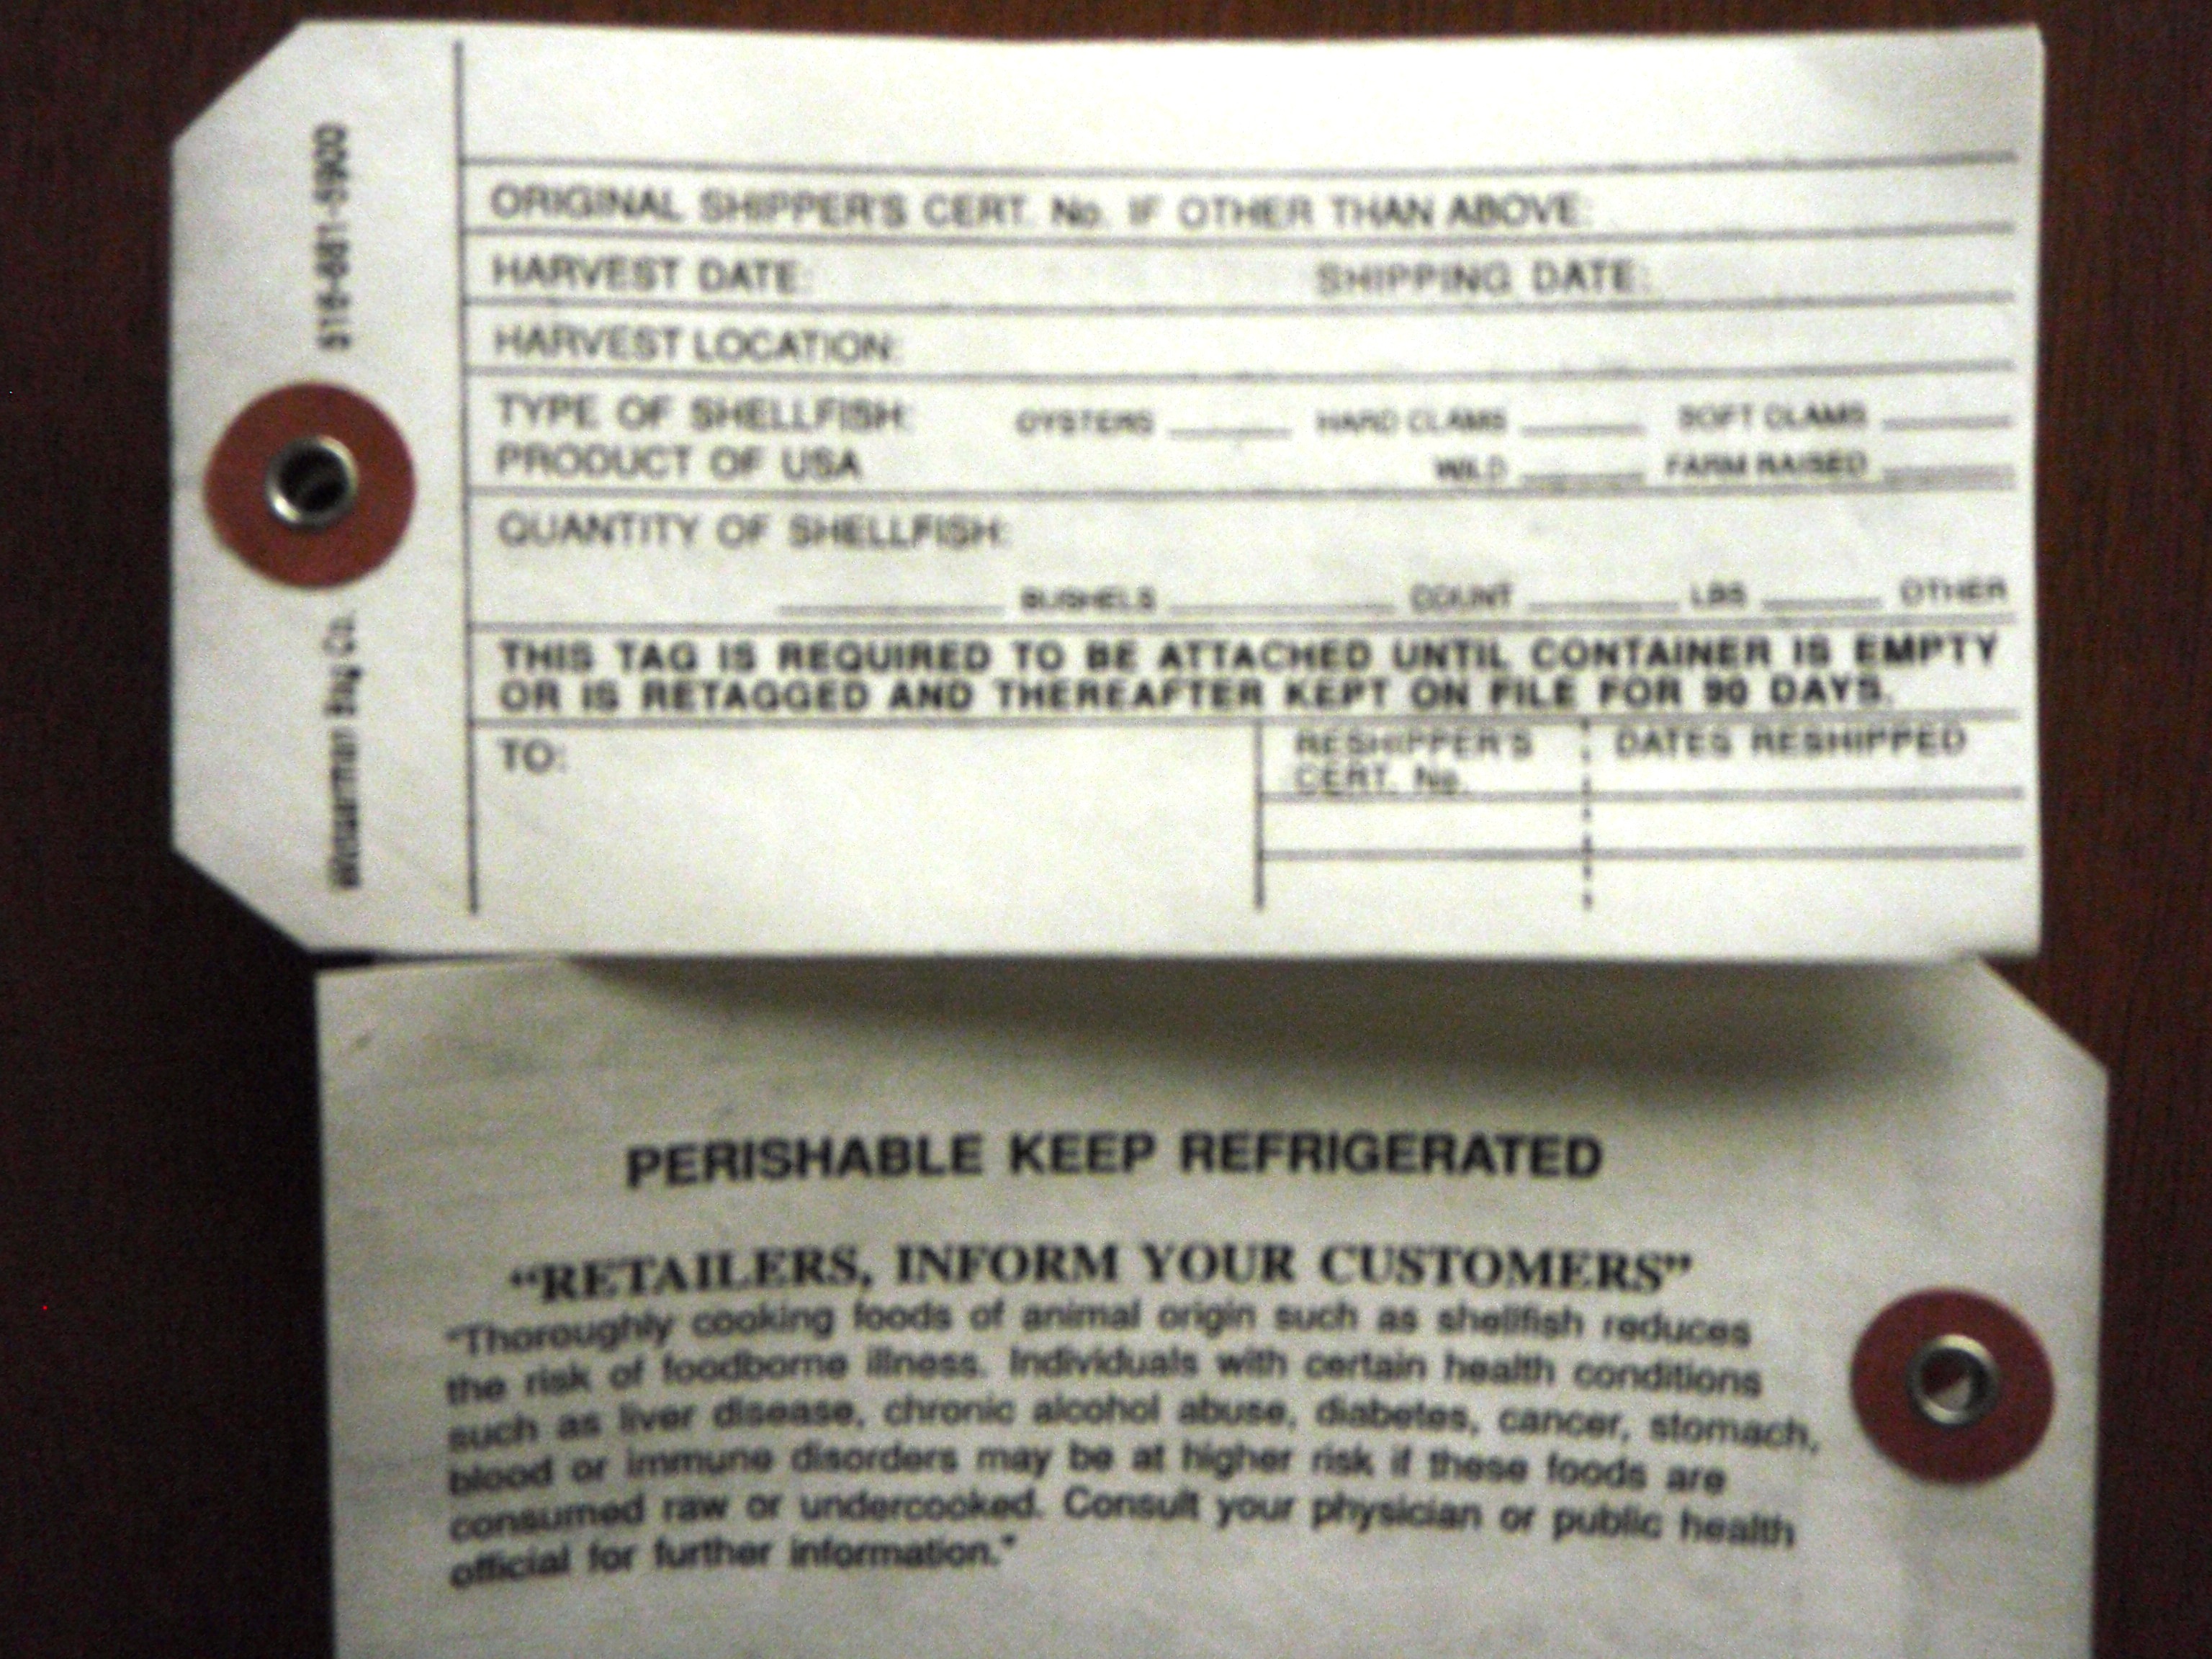 516-681-5900
Wasserman Bag Co.
ORIGINAL SHIPPER'S CERT. No. IF OTHER THAN ABOVE:
HARVEST DATE: SHIPPING DATE:
HARVEST LOCATION:
TYPE OF SHELLFISH: OYSTERS HARD CLAMS SOFT CLAMS
PRODUCT OF USA WILD FARM RAISED
QUANTITY OF SHELLFISH:
BUSHELS COUNT LBS OTHER
THIS TAG IS REQUIRED TO BE ATTACHED UNTIL CONTAINER IS EMPTY
OR IS RETAGGED AND THEREAFTER KEPT ON FILE FOR 90 DAYS.
TO: RESHIPPER'S DATES RESHIPPED
CERT. No.
PERISHABLE KEEP REFRIGERATED
“RETAILERS, INFORM YOUR CUSTOMERS”
"Thoroughly cooking foods of animal origin such as shellfish reduces
the risk of foodborne illness. Individuals with certain health conditions
such as liver disease, chronic alcohol abuse, diabetes, cancer, stomach,
blood or immune disorders may be at higher risk if these foods are
consumed raw or undercooked. Consult your physician or public health
official for further information."